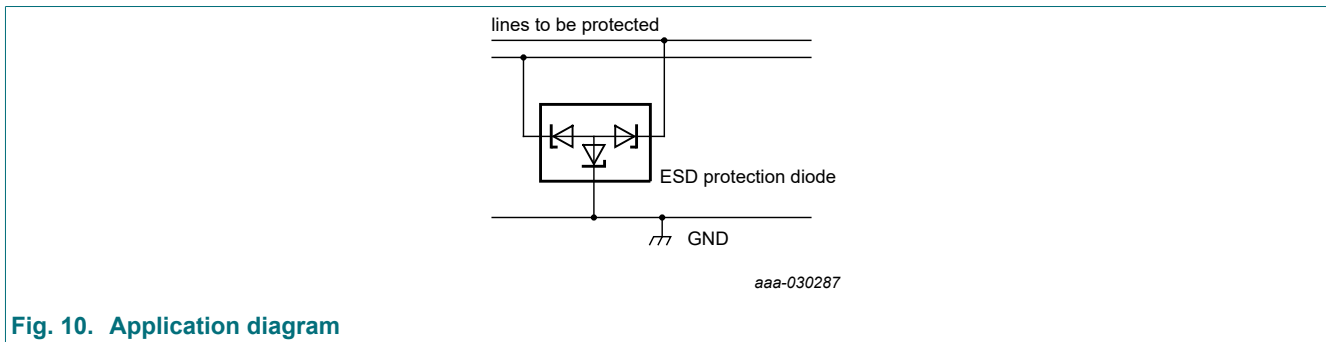 lines to be protected
ESD protection diode
GND
aaa-030287
Fig. 10. Application diagram